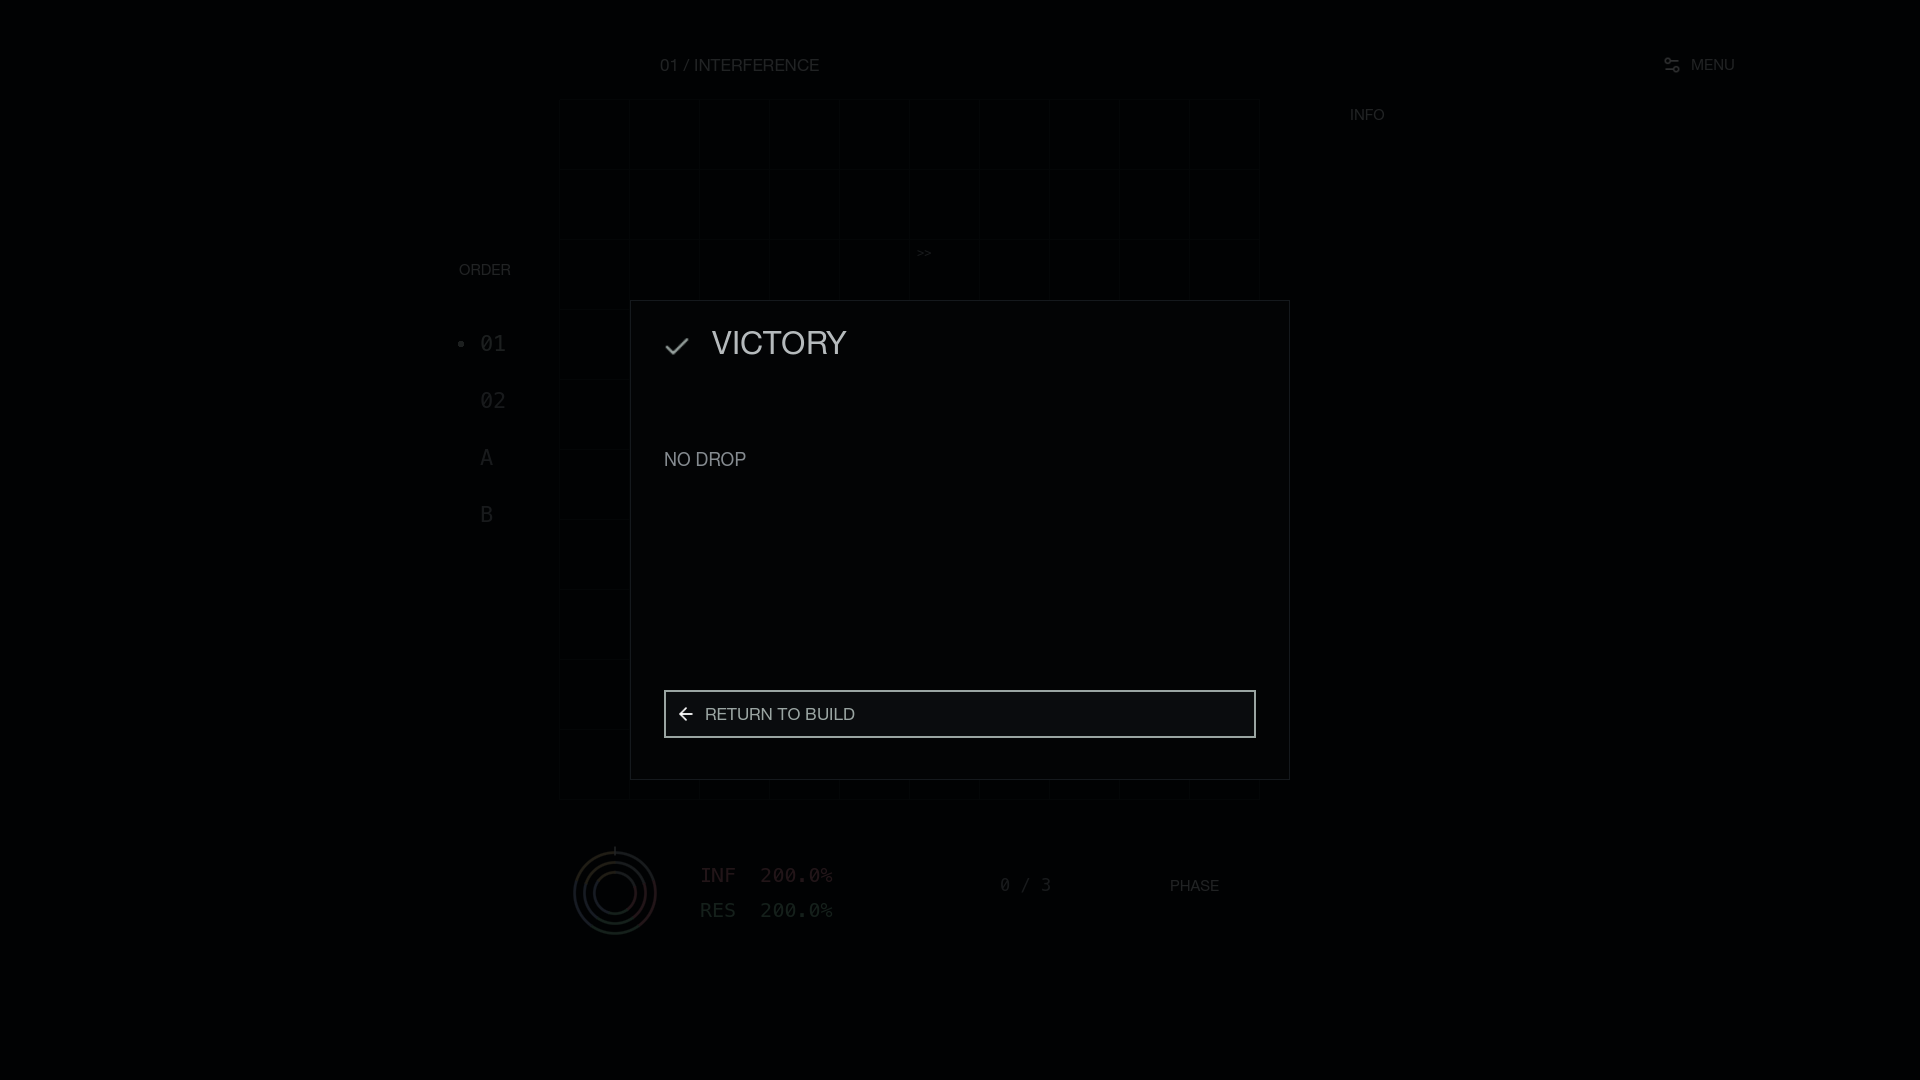 01 / INTERFERENCE
MENU
INFO
>>
ORDER
01
02
A
B
VICTORY
NO DROP
RETURN TO BUILD
INF 200.0%
RES 200.0%
0 / 3
PHASE